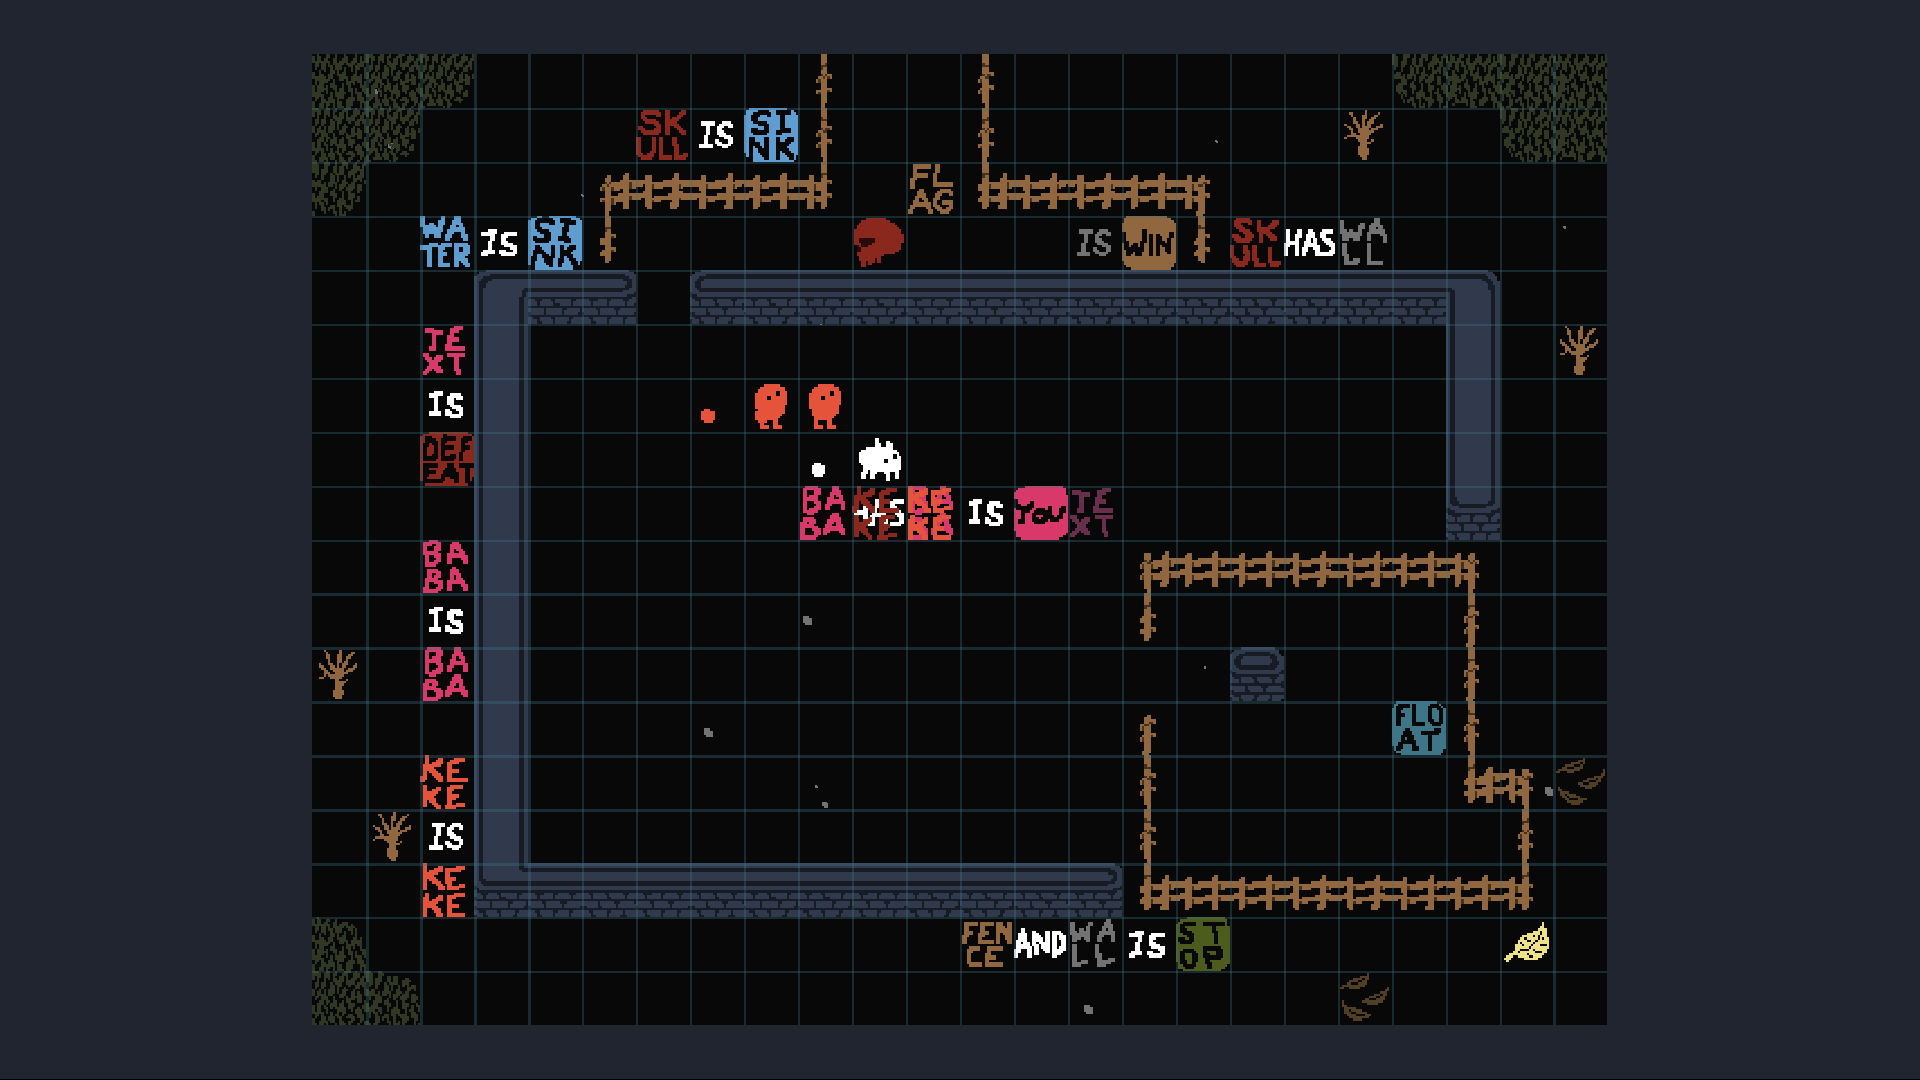 SKULL IS SINK
FLAG
WATER IS SINK
IS WIN
SKULL HAS WALL
TEXT
IS
DEFEAT
BABA IS YoU TEXT
BABA
IS
BABA
FLOAT
KEKE
IS
KEKE
FENCE AND WALL IS STOP